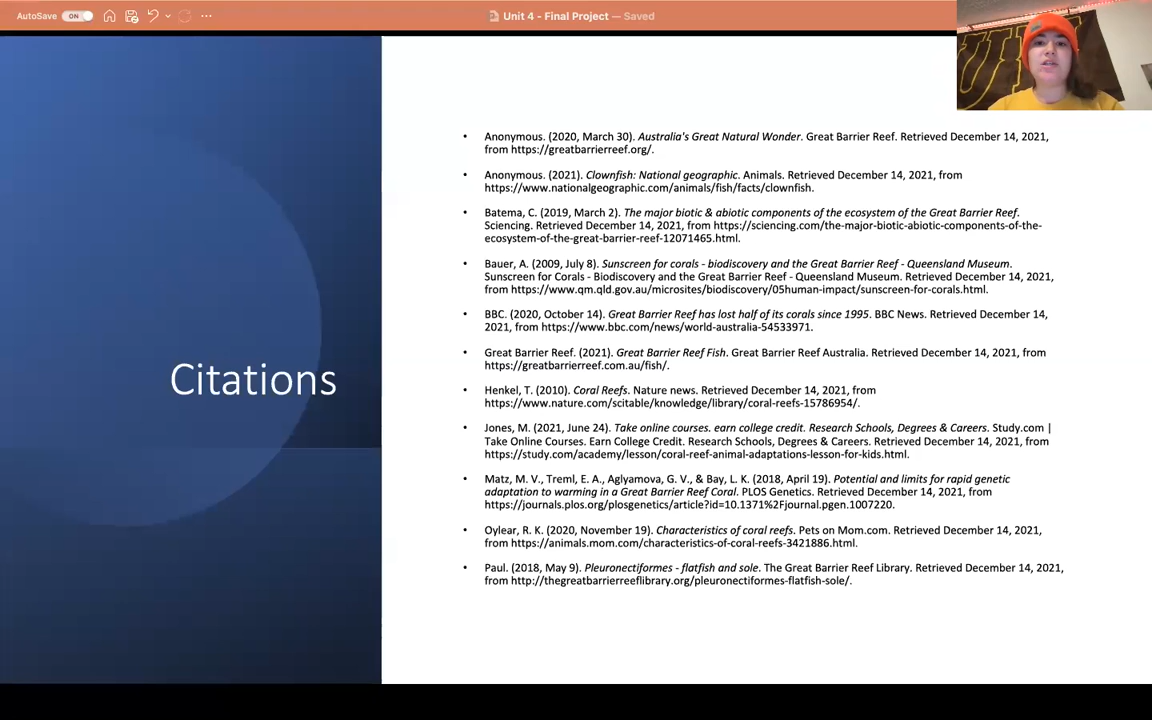 AutoSave ON
Unit 4 - Final Project — Saved
Citations
• Anonymous. (2020, March 30). Australia's Great Natural Wonder. Great Barrier Reef. Retrieved December 14, 2021,
from https://greatbarrierreef.org/.
• Anonymous. (2021). Clownfish: National geographic. Animals. Retrieved December 14, 2021, from
https://www.nationalgeographic.com/animals/fish/facts/clownfish.
• Batema, C. (2019, March 2). The major biotic & abiotic components of the ecosystem of the Great Barrier Reef.
Sciencing. Retrieved December 14, 2021, from https://sciencing.com/the-major-biotic-abiotic-components-of-the-
ecosystem-of-the-great-barrier-reef-12071465.html.
• Bauer, A. (2009, July 8). Sunscreen for corals - biodiscovery and the Great Barrier Reef - Queensland Museum.
Sunscreen for Corals - Biodiscovery and the Great Barrier Reef - Queensland Museum. Retrieved December 14, 2021,
from https://www.qm.qld.gov.au/microsites/biodiscovery/05human-impact/sunscreen-for-corals.html.
• BBC. (2020, October 14). Great Barrier Reef has lost half of its corals since 1995. BBC News. Retrieved December 14,
2021, from https://www.bbc.com/news/world-australia-54533971.
• Great Barrier Reef. (2021). Great Barrier Reef Fish. Great Barrier Reef Australia. Retrieved December 14, 2021, from
https://greatbarrierreef.com.au/fish/.
• Henkel, T. (2010). Coral Reefs. Nature news. Retrieved December 14, 2021, from
https://www.nature.com/scitable/knowledge/library/coral-reefs-15786954/.
• Jones, M. (2021, June 24). Take online courses. earn college credit. Research Schools, Degrees & Careers. Study.com |
Take Online Courses. Earn College Credit. Research Schools, Degrees & Careers. Retrieved December 14, 2021, from
https://study.com/academy/lesson/coral-reef-animal-adaptations-lesson-for-kids.html.
• Matz, M. V., Treml, E. A., Aglyamova, G. V., & Bay, L. K. (2018, April 19). Potential and limits for rapid genetic
adaptation to warming in a Great Barrier Reef Coral. PLOS Genetics. Retrieved December 14, 2021, from
https://journals.plos.org/plosgenetics/article?id=10.1371%2Fjournal.pgen.1007220.
• Oylear, R. K. (2020, November 19). Characteristics of coral reefs. Pets on Mom.com. Retrieved December 14, 2021,
from https://animals.mom.com/characteristics-of-coral-reefs-3421886.html.
• Paul. (2018, May 9). Pleuronectiformes - flatfish and sole. The Great Barrier Reef Library. Retrieved December 14, 2021,
from http://thegreatbarrierreeflibrary.org/pleuronectiformes-flatfish-sole/.